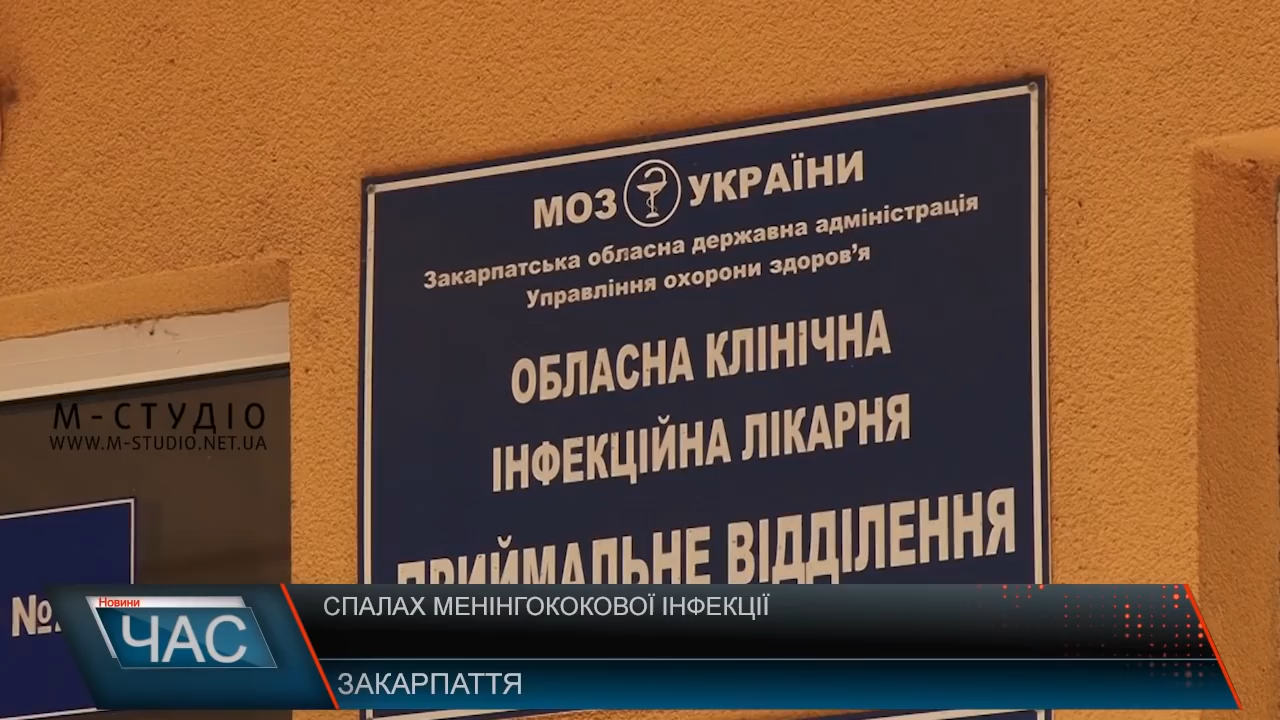 МОЗ УКРАЇНИ
Закарпатська обласна державна адміністрація
Управління охорони здоров'я
ОБЛАСНА КЛІНІЧНА
ІНФЕКЦІЙНА ЛІКАРНЯ
ПРИЙМАЛЬНЕ ВІДДІЛЕННЯ
М-СТУДІО
WWW.M-STUDIO.NET.UA
№
Новини
ЧАС
СПАЛАХ МЕНІНГОКОКОВОЇ ІНФЕКЦІЇ
ЗАКАРПАТТЯ